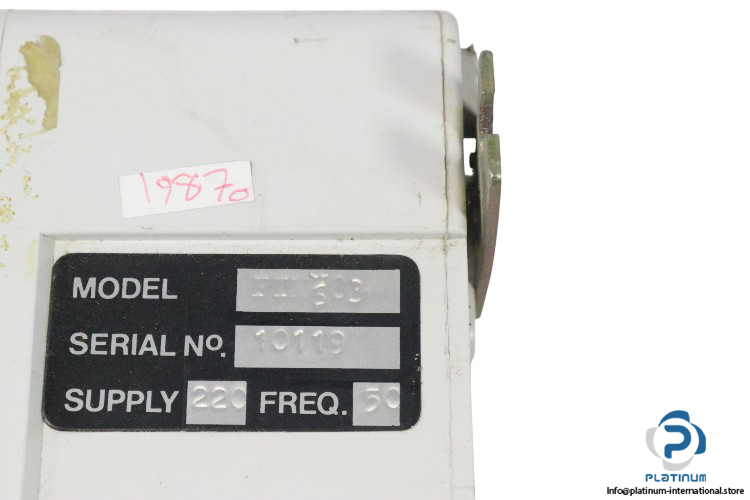 19870
MODEL
SERIAL No. 10119
SUPPLY 220 FREQ. 50
PLATINUM
Info@platinum-international.store